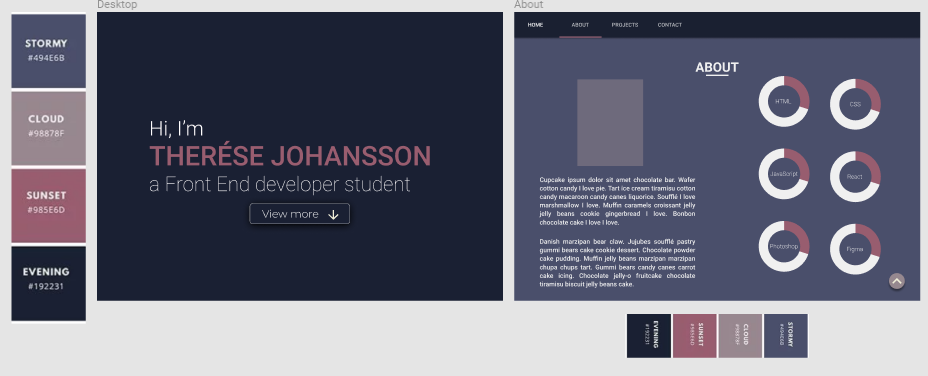 Desktop
About
STORMY
#494E6B
CLOUD
#98878F
SUNSET
#985E6D
EVENING
#192231
Hi, I'm
THERÉSE JOHANSSON
a Front End developer student
View more
HOME ABOUT PROJECTS CONTACT
ABOUT
Cupcake ipsum dolor sit amet chocolate bar. Wafer
cotton candy I love pie. Tart ice cream tiramisu cotton
candy macaroon candy canes liquorice. Soufflé I love
marshmallow I love. Muffin caramels croissant jelly
jelly beans cookie gingerbread I love. Bonbon
chocolate cake I love I love.
Danish marzipan bear claw. Jujubes soufflé pastry
gummi bears cake cookie dessert. Chocolate powder
cake pudding. Muffin jelly beans marzipan marzipan
chupa chups tart. Gummi bears candy canes carrot
cake icing. Chocolate jelly-o fruitcake chocolate
tiramisu biscuit jelly beans cake.
HTML
CSS
JavaScript
React
Photoshop
Figma
EVENING
#192231
SUNSET
#985E6D
CLOUD
#98878F
STORMY
#494E6B